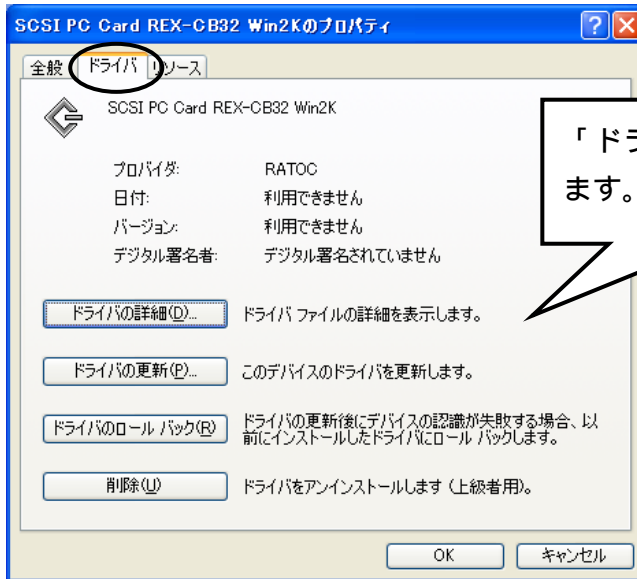 SCSI PC Card REX-CB32 Win2Kのプロパティ
全般 ドライバ リソース
SCSI PC Card REX-CB32 Win2K
プロバイダ: RATOC
日付: 利用できません
バージョン: 利用できません
デジタル署名者: デジタル署名されていません
「ドラ
ます。
ドライバの詳細(D)... ドライバ ファイルの詳細を表示します。
ドライバの更新(P)... このデバイスのドライバを更新します。
ドライバのロール バック(R) ドライバの更新後にデバイスの認識が失敗する場合、以
前にインストールしたドライバにロール バックします。
削除(U) ドライバをアンインストールします (上級者用)。
OK キャンセル